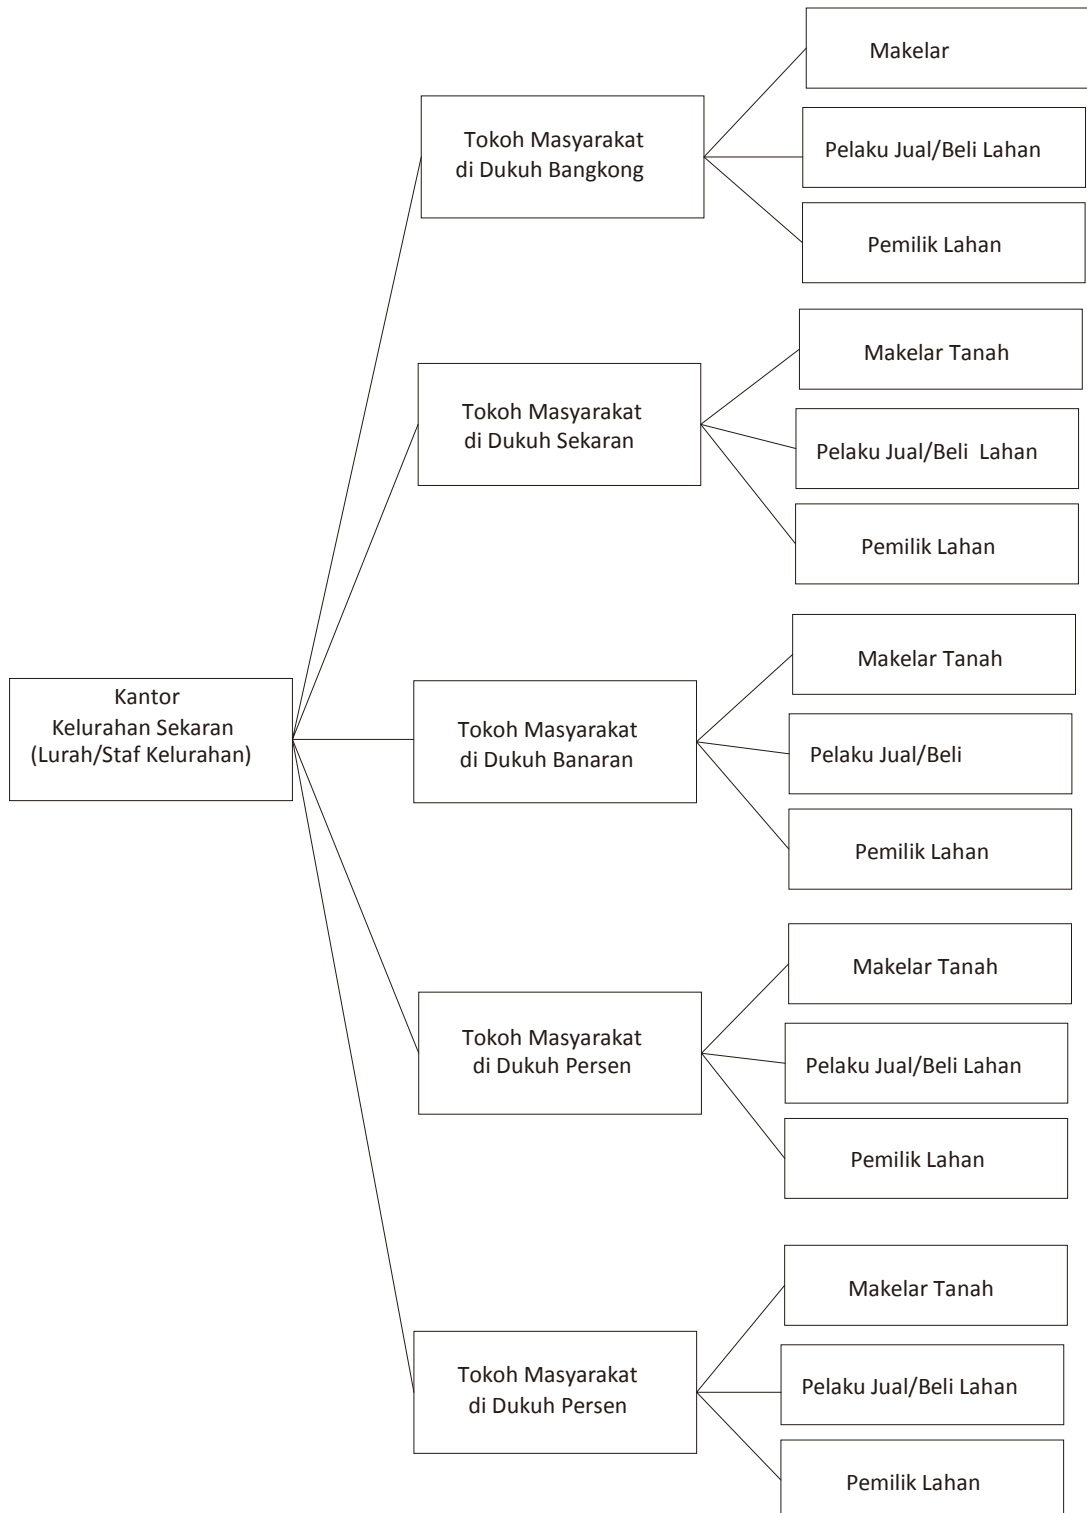 Makelar
Tokoh Masyarakat
di Dukuh Bangkong
Pelaku Jual/Beli Lahan
Pemilik Lahan
Makelar Tanah
Tokoh Masyarakat
di Dukuh Sekaran
Pelaku Jual/Beli  Lahan
Pemilik Lahan
Kantor
Kelurahan Sekaran
(Lurah/Staf Kelurahan)
Makelar Tanah
Tokoh Masyarakat
di Dukuh Banaran
Pelaku Jual/Beli
Pemilik Lahan
Makelar Tanah
Tokoh Masyarakat
di Dukuh Persen
Pelaku Jual/Beli Lahan
Pemilik Lahan
Makelar Tanah
Tokoh Masyarakat
di Dukuh Persen
Pelaku Jual/Beli Lahan
Pemilik Lahan